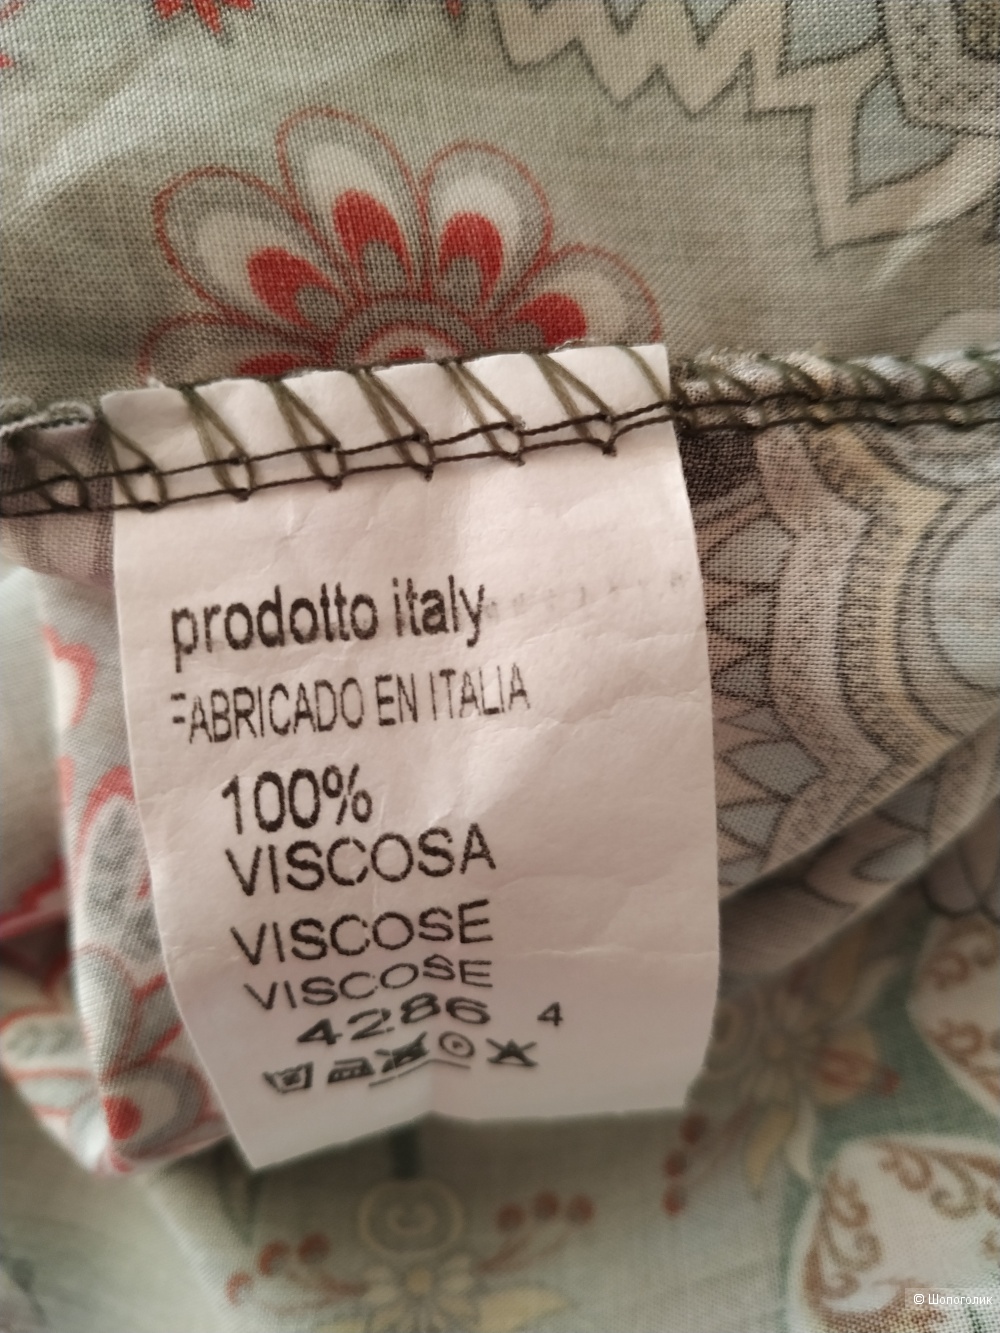 prodotto italy
FABRICADO EN ITALIA
100%
VISCOSA
VISCOSE
VISCOSE
4286 4
© Шопоголик